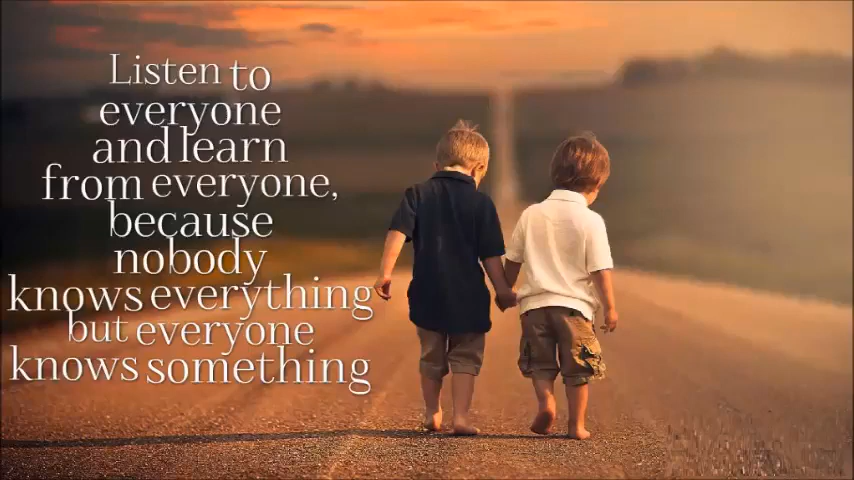 Listen to
everyone
and learn
from everyone,
because
nobody
knows everything
but everyone
knows something